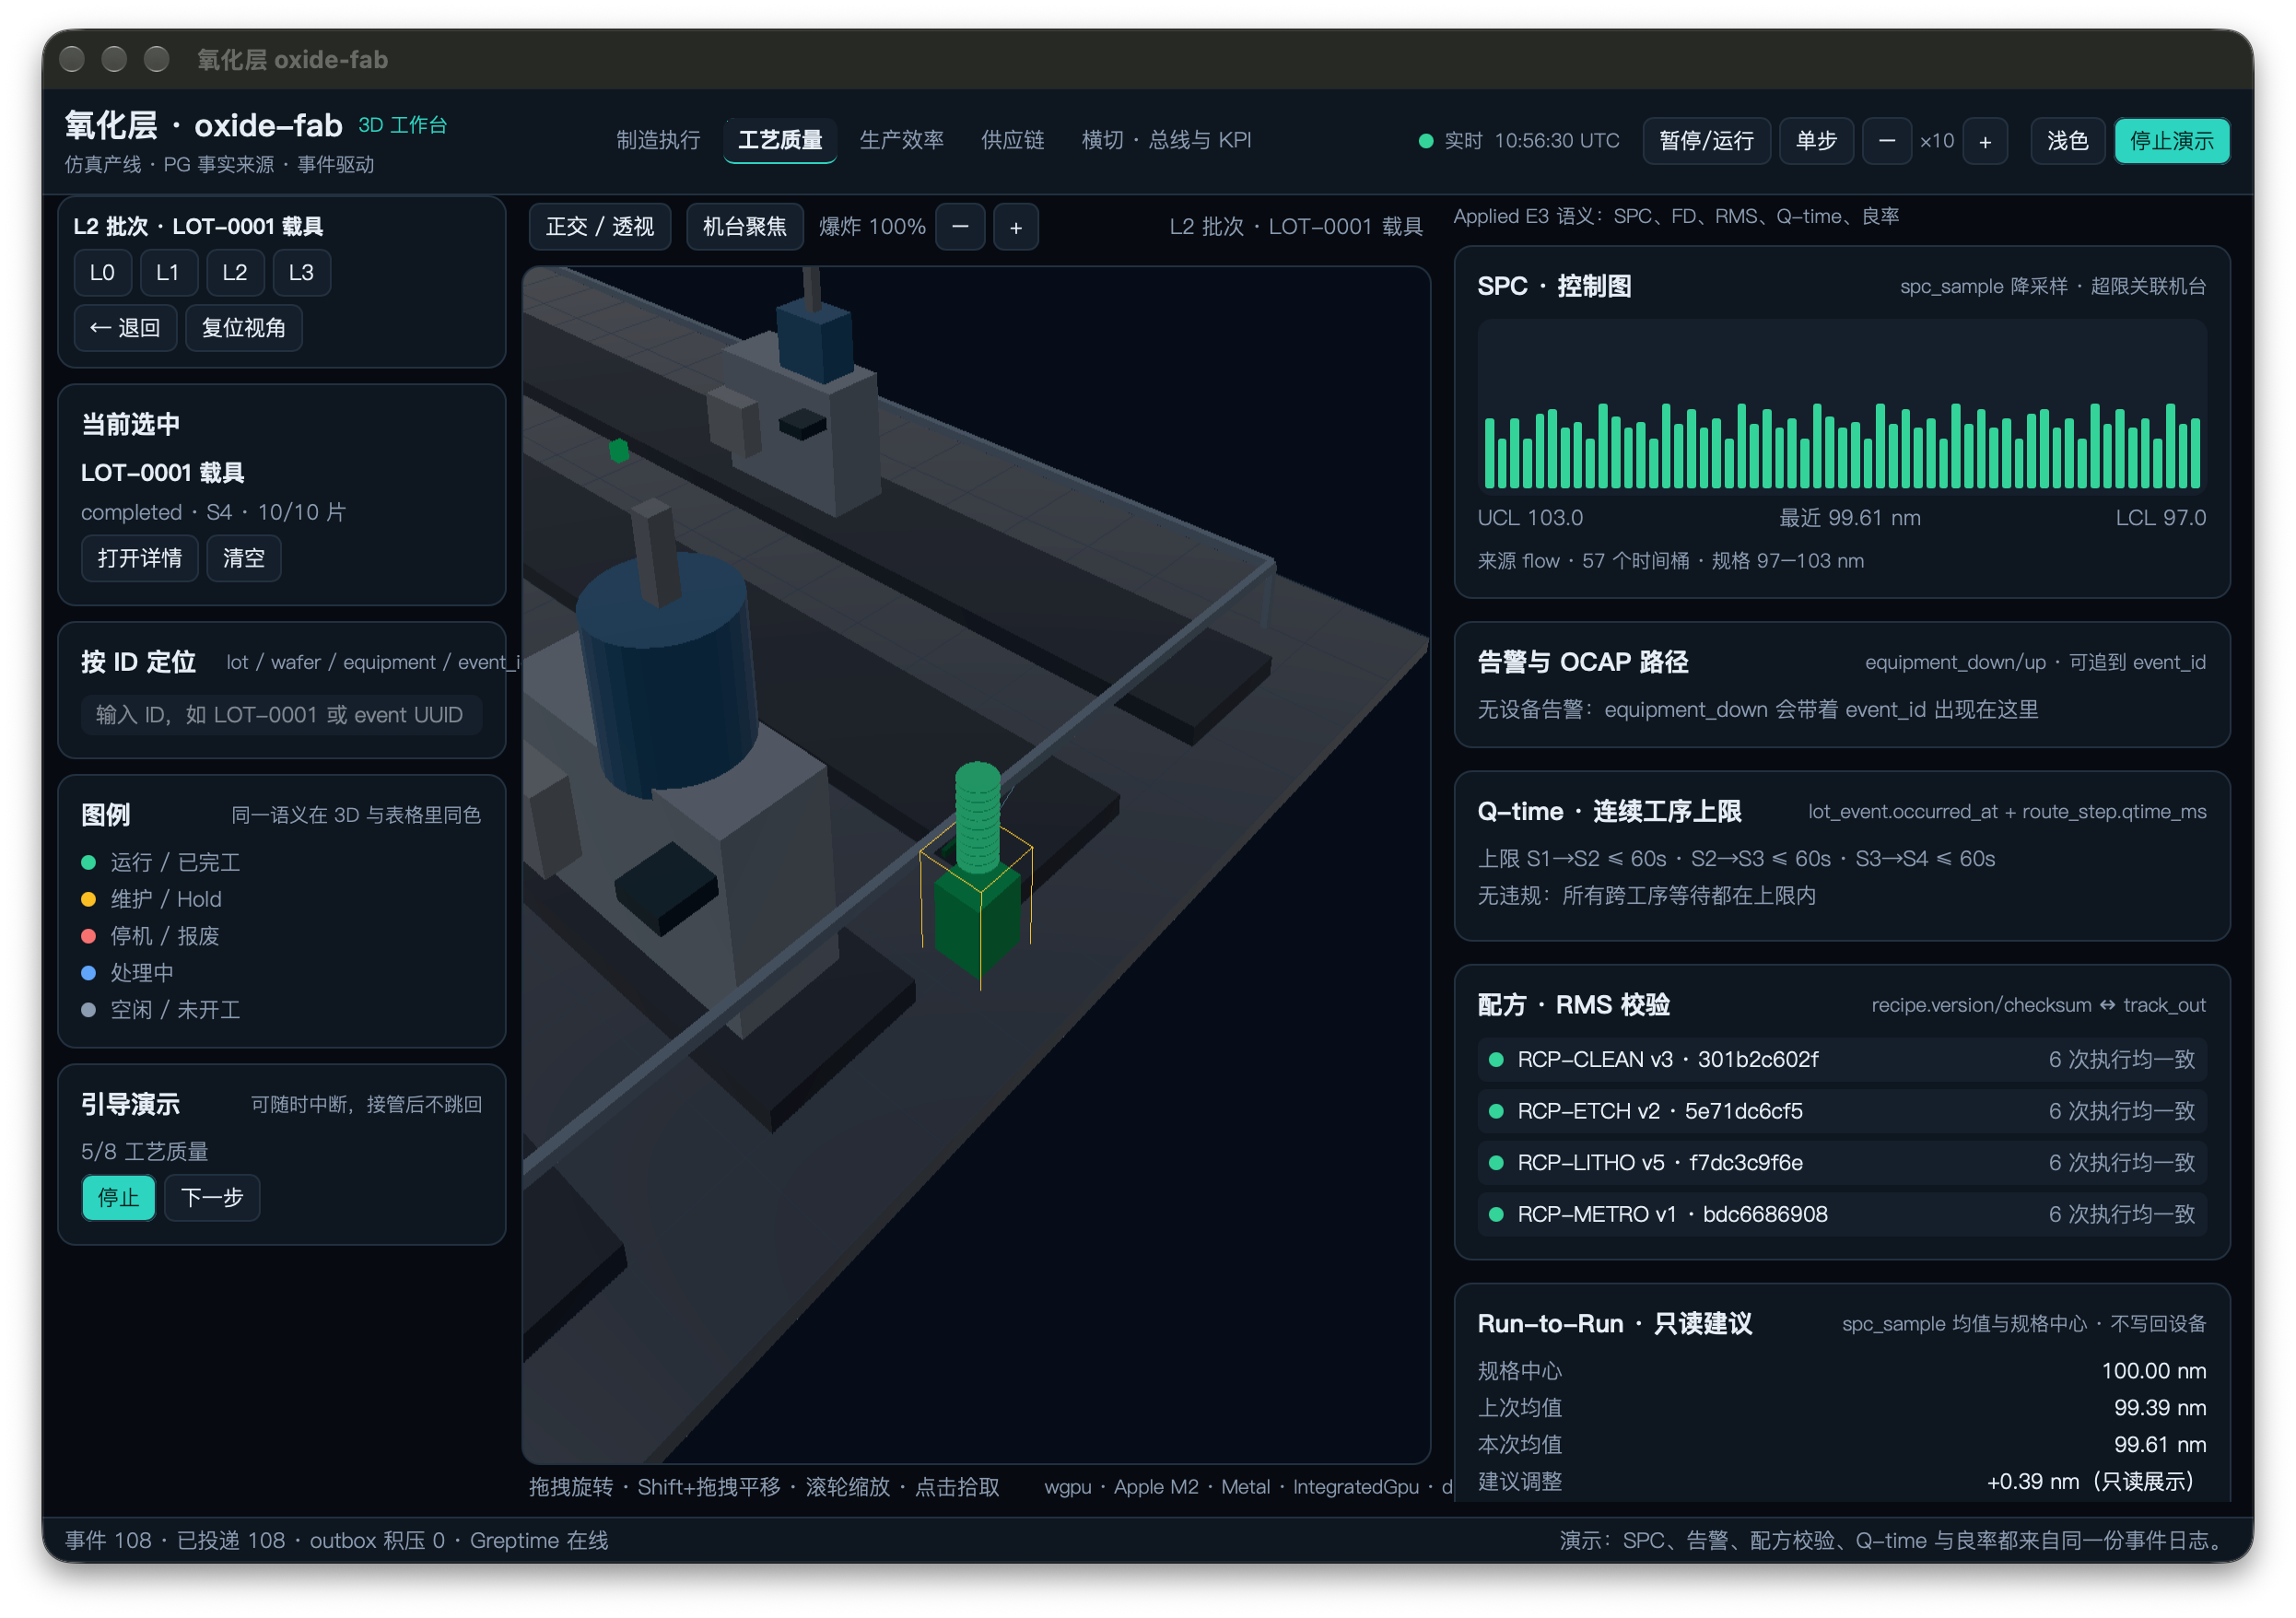 氧化层 oxide-fab
氧化层 · oxide-fab 3D 工作台
仿真产线 · PG 事实来源 · 事件驱动
制造执行 工艺质量 生产效率 供应链 横切 · 总线与 KPI
实时 10:56:30 UTC 暂停/运行 单步 — ×10 + 浅色 停止演示
L2 批次 · LOT-0001 载具
L0 L1 L2 L3
← 退回 复位视角
当前选中
LOT-0001 载具
completed · S4 · 10/10 片
打开详情 清空
按 ID 定位 lot / wafer / equipment / event_i
输入 ID，如 LOT-0001 或 event UUID
图例 同一语义在 3D 与表格里同色
运行 / 已完工
维护 / Hold
停机 / 报废
处理中
空闲 / 未开工
引导演示 可随时中断，接管后不跳回
5/8 工艺质量
停止 下一步
正交 / 透视 机台聚焦 爆炸 100% — + L2 批次 · LOT-0001 载具
拖拽旋转 · Shift+拖拽平移 · 滚轮缩放 · 点击拾取 wgpu · Apple M2 · Metal · IntegratedGpu · d
Applied E3 语义：SPC、FD、RMS、Q-time、良率
SPC · 控制图 spc_sample 降采样 · 超限关联机台
UCL 103.0 最近 99.61 nm LCL 97.0
来源 flow · 57 个时间桶 · 规格 97—103 nm
告警与 OCAP 路径 equipment_down/up · 可追到 event_id
无设备告警：equipment_down 会带着 event_id 出现在这里
Q-time · 连续工序上限 lot_event.occurred_at + route_step.qtime_ms
上限 S1→S2 ≤ 60s · S2→S3 ≤ 60s · S3→S4 ≤ 60s
无违规：所有跨工序等待都在上限内
配方 · RMS 校验 recipe.version/checksum ↔ track_out
RCP-CLEAN v3 · 301b2c602f 6 次执行均一致
RCP-ETCH v2 · 5e71dc6cf5 6 次执行均一致
RCP-LITHO v5 · f7dc3c9f6e 6 次执行均一致
RCP-METRO v1 · bdc6686908 6 次执行均一致
Run-to-Run · 只读建议 spc_sample 均值与规格中心 · 不写回设备
规格中心 100.00 nm
上次均值 99.39 nm
本次均值 99.61 nm
建议调整 +0.39 nm（只读展示）
事件 108 · 已投递 108 · outbox 积压 0 · Greptime 在线
演示：SPC、告警、配方校验、Q-time 与良率都来自同一份事件日志。